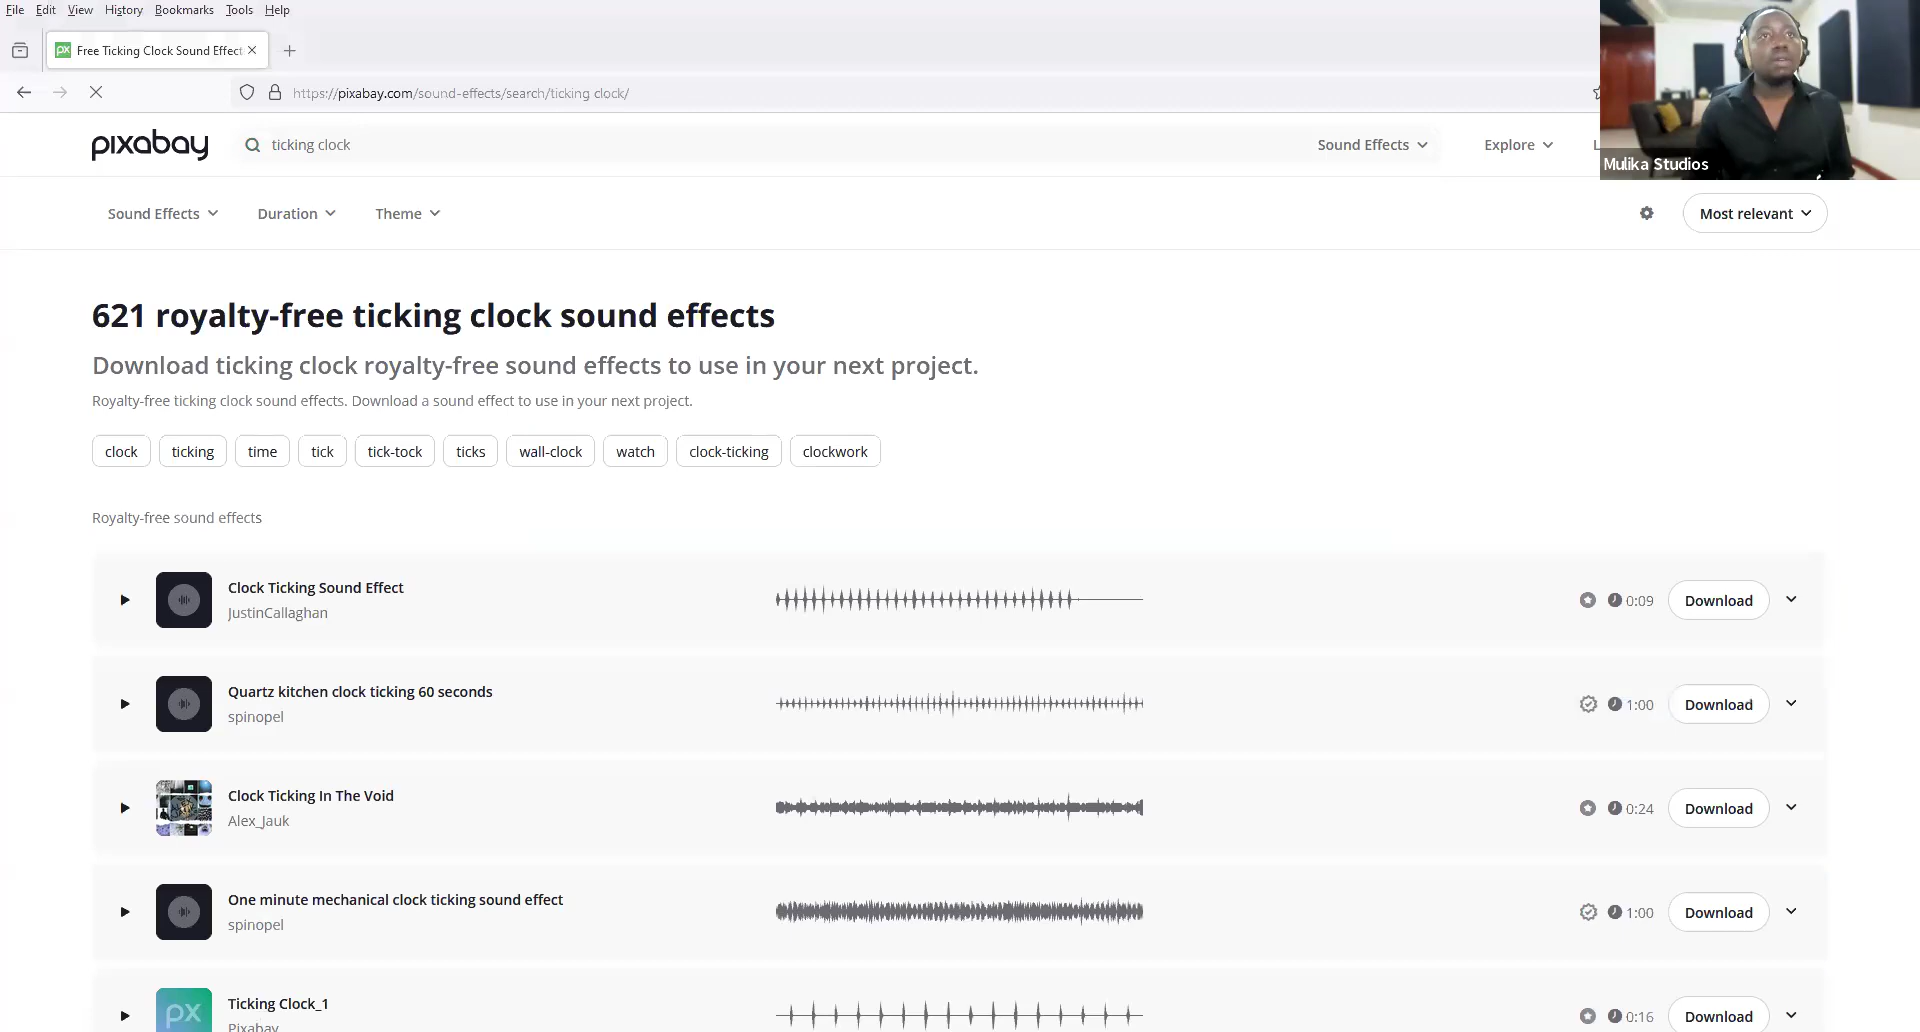 File Edit View History Bookmarks Tools Help
Free Ticking Clock Sound Effect
https://pixabay.com/sound-effects/search/ticking clock/
pixabay
ticking clock
Sound Effects
Explore
Mulika Studios
Sound Effects
Duration
Theme
Most relevant
621 royalty-free ticking clock sound effects
Download ticking clock royalty-free sound effects to use in your next project.
Royalty-free ticking clock sound effects. Download a sound effect to use in your next project.
clock ticking time tick tick-tock ticks wall-clock watch clock-ticking clockwork
Royalty-free sound effects
Clock Ticking Sound Effect
JustinCallaghan
0:09 Download
Quartz kitchen clock ticking 60 seconds
spinopel
1:00 Download
Clock Ticking In The Void
Alex_Jauk
0:24 Download
One minute mechanical clock ticking sound effect
spinopel
1:00 Download
px
Ticking Clock_1
Pixabay
0:16 Download